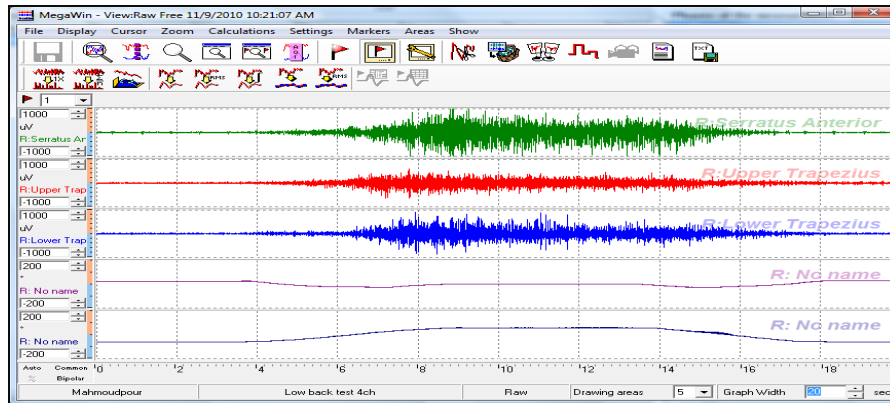 MegaWin - View:Raw Free 11/9/2010 10:21:07 AM
File Display Cursor Zoom Calculations Settings Markers Areas Show
1
1000
uV
R:Serratus Ar
-1000
R:Serratus Anterior
1000
uV
R:Upper Trap
-1000
R:Upper Trapezius
1000
uV
R:Lower Trap
-1000
R:Lower Trapezius
200
°
R: No name
-200
R: No name
200
°
R: No name
-200
R: No name
Auto Common
% Bipolar
0 2 4 6 8 10 12 14 16 18
Mahmoudpour Low back test 4ch Raw Drawing areas 5 Graph Width 20 sec